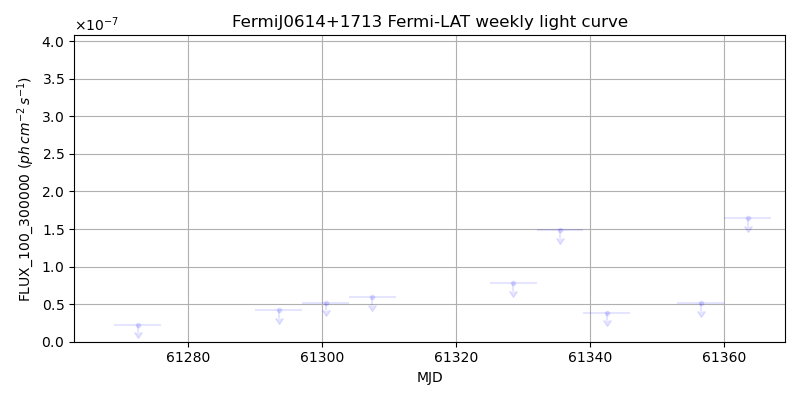 FermiJ0614+1713 Fermi-LAT weekly light curve
×10⁻⁷
4.0
3.5
3.0
2.5
2.0
1.5
1.0
0.5
0.0
FLUX_100_300000 (ph cm⁻² s⁻¹)
61280 61300 61320 61340 61360
MJD